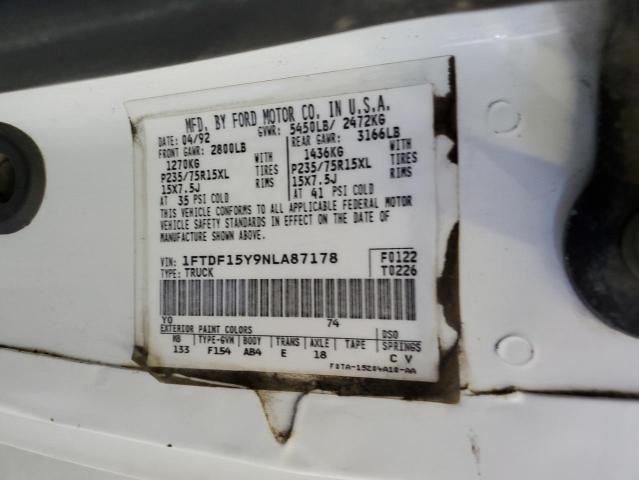 MFD. BY FORD MOTOR CO. IN U.S.A.
04/92 GVWR: 5450LB/ 2472KG
FRONT GAWR: 2800LB REAR GAWR: 3166LB
1270KG WITH 1436KG WITH
P235/75R15XL TIRES P235/75R15XL TIRES
15X7.5J RIMS 15X7.5J RIMS
AT 35 PSI COLD AT 41 PSI COLD
THIS VEHICLE CONFORMS TO ALL APPLICABLE FEDERAL MOTOR
VEHICLE SAFETY STANDARDS IN EFFECT ON THE DATE OF
MANUFACTURE SHOWN ABOVE.
VIN: 1FTDF15Y9NLA87178 F0122
TYPE: TRUCK T0226
YO 74
EXTERIOR PAINT COLORS DSO
WB TYPE-GVW BODY TRANS AXLE TAPE SPRINGS
133 F154 AB4 E 18 C V
F0TA-15204A10-AA